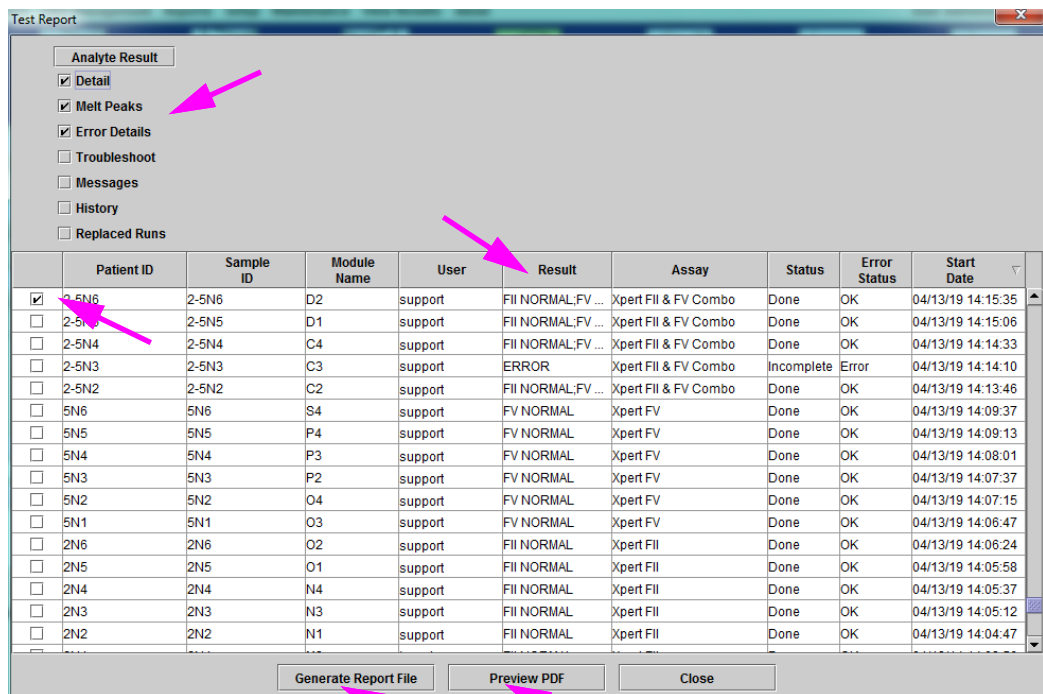 Test Report
X
Analyte Result
Detail
Melt Peaks
Error Details
Troubleshoot
Messages
History
Replaced Runs
Patient ID Sample ID Module Name User Result Assay Status Error Status Start Date
2-5N6 2-5N6 D2 support FII NORMAL;FV ... Xpert FII & FV Combo Done OK 04/13/19 14:15:35
2-5N5 2-5N5 D1 support FII NORMAL;FV ... Xpert FII & FV Combo Done OK 04/13/19 14:15:06
2-5N4 2-5N4 C4 support FII NORMAL;FV ... Xpert FII & FV Combo Done OK 04/13/19 14:14:33
2-5N3 2-5N3 C3 support ERROR Xpert FII & FV Combo Incomplete Error 04/13/19 14:14:10
2-5N2 2-5N2 C2 support FII NORMAL;FV ... Xpert FII & FV Combo Done OK 04/13/19 14:13:46
5N6 5N6 S4 support FV NORMAL Xpert FV Done OK 04/13/19 14:09:37
5N5 5N5 P4 support FV NORMAL Xpert FV Done OK 04/13/19 14:09:13
5N4 5N4 P3 support FV NORMAL Xpert FV Done OK 04/13/19 14:08:01
5N3 5N3 P2 support FV NORMAL Xpert FV Done OK 04/13/19 14:07:37
5N2 5N2 O4 support FV NORMAL Xpert FV Done OK 04/13/19 14:07:15
5N1 5N1 O3 support FV NORMAL Xpert FV Done OK 04/13/19 14:06:47
2N6 2N6 O2 support FII NORMAL Xpert FII Done OK 04/13/19 14:06:24
2N5 2N5 O1 support FII NORMAL Xpert FII Done OK 04/13/19 14:05:58
2N4 2N4 N4 support FII NORMAL Xpert FII Done OK 04/13/19 14:05:37
2N3 2N3 N3 support FII NORMAL Xpert FII Done OK 04/13/19 14:05:12
2N2 2N2 N1 support FII NORMAL Xpert FII Done OK 04/13/19 14:04:47
Generate Report File Preview PDF Close